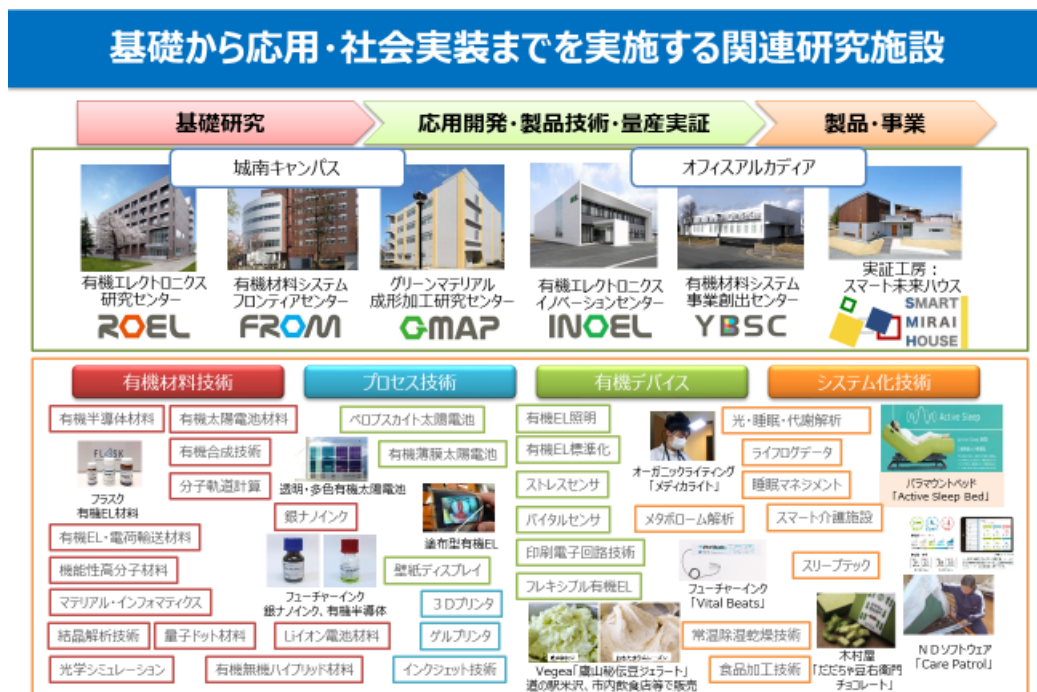 基礎から応用・社会実装までを実施する関連研究施設
基礎研究
応用開発・製品技術・量産実証
製品・事業
城南キャンパス
オフィスアルカディア
有機エレクトロニクス
研究センター
ROEL
有機材料システム
フロンティアセンター
FROM
グリーンマテリアル
成形加工研究センター
GMAP
有機エレクトロニクス
イノベーションセンター
INOEL
有機材料システム
事業創出センター
YBSC
実証工房：
スマート未来ハウス
SMART
MIRAI
HOUSE
有機材料技術
プロセス技術
有機デバイス
システム化技術
有機半導体材料
有機太陽電池材料
有機合成技術
分子軌道計算
FLASK
フラスク
有機EL材料
有機EL・電荷輸送材料
機能性高分子材料
マテリアル・インフォマティクス
結晶解析技術
量子ドット材料
光学シミュレーション
有機無機ハイブリッド材料
Liイオン電池材料
銀ナノインク
ペロブスカイト太陽電池
有機薄膜太陽電池
透明・多色有機太陽電池
塗布型有機EL
フューチャーインク
銀ナノインク、有機半導体
壁紙ディスプレイ
３Dプリンタ
ゲルプリンタ
インクジェット技術
有機EL照明
有機EL標準化
ストレスセンサ
バイタルセンサ
印刷電子回路技術
フレキシブル有機EL
オーガニックライティング
「メディカライト」
メタボローム解析
フューチャーインク
「Vital Beats」
Vegea「鷹山秘伝豆ジェラート」
道の駅米沢、市内飲食店等で販売
光・睡眠・代謝解析
ライフログデータ
睡眠マネジメント
スマート介護施設
スリープテック
常温除湿乾燥技術
食品加工技術
Active Sleep
パラマウントベッド
「Active Sleep Bed」
木村屋
「だだちゃ豆右衛門
チョコレート」
NDソフトウェア
「Care Patrol」